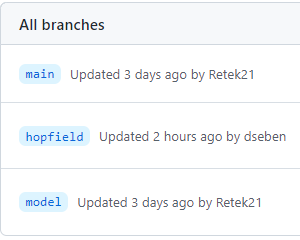 All branches
main Updated 3 days ago by Retek21
hopfield Updated 2 hours ago by dseben
model Updated 3 days ago by Retek21